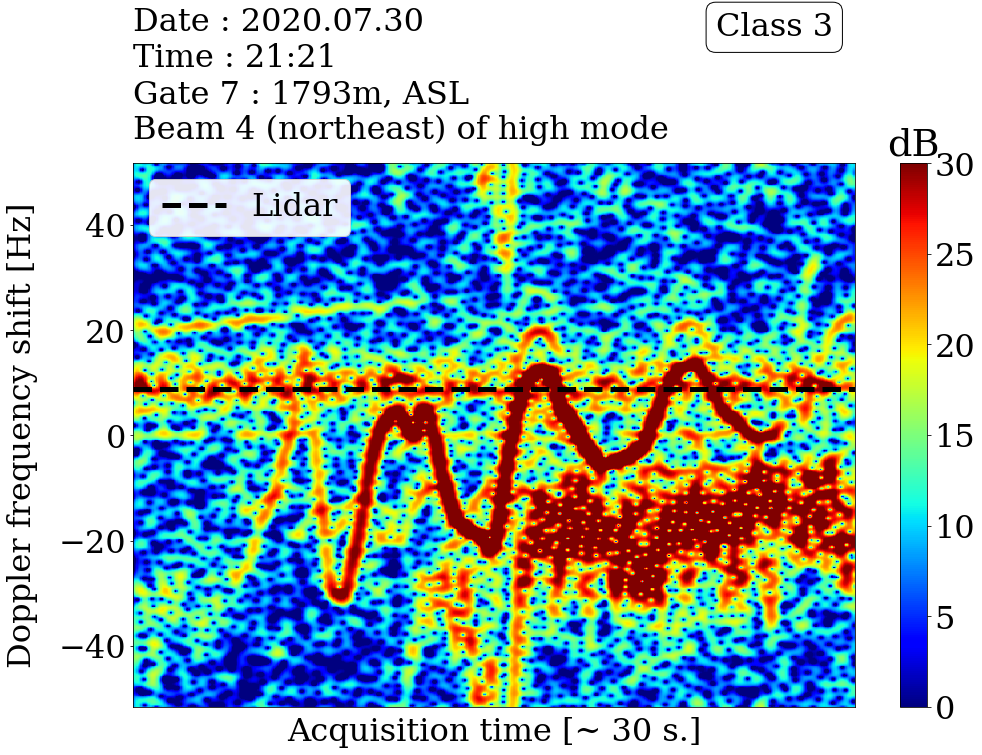 Date : 2020.07.30
Time : 21:21
Gate 7 : 1793m, ASL
Beam 4 (northeast) of high mode
Class 3
dB
Lidar
Doppler frequency shift [Hz]
40
20
0
−20
−40
Acquisition time [~ 30 s.]
30
25
20
15
10
5
0